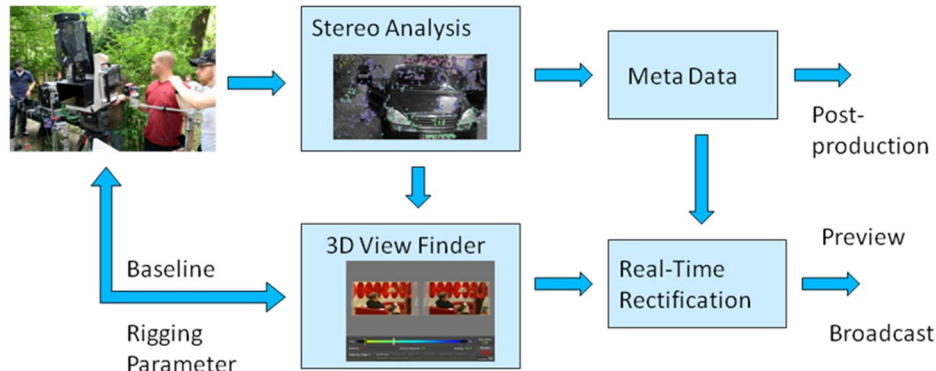 Stereo Analysis
Meta Data
Post-
production
Baseline
Rigging
Parameter
3D View Finder
Real-Time
Rectification
Preview
Broadcast